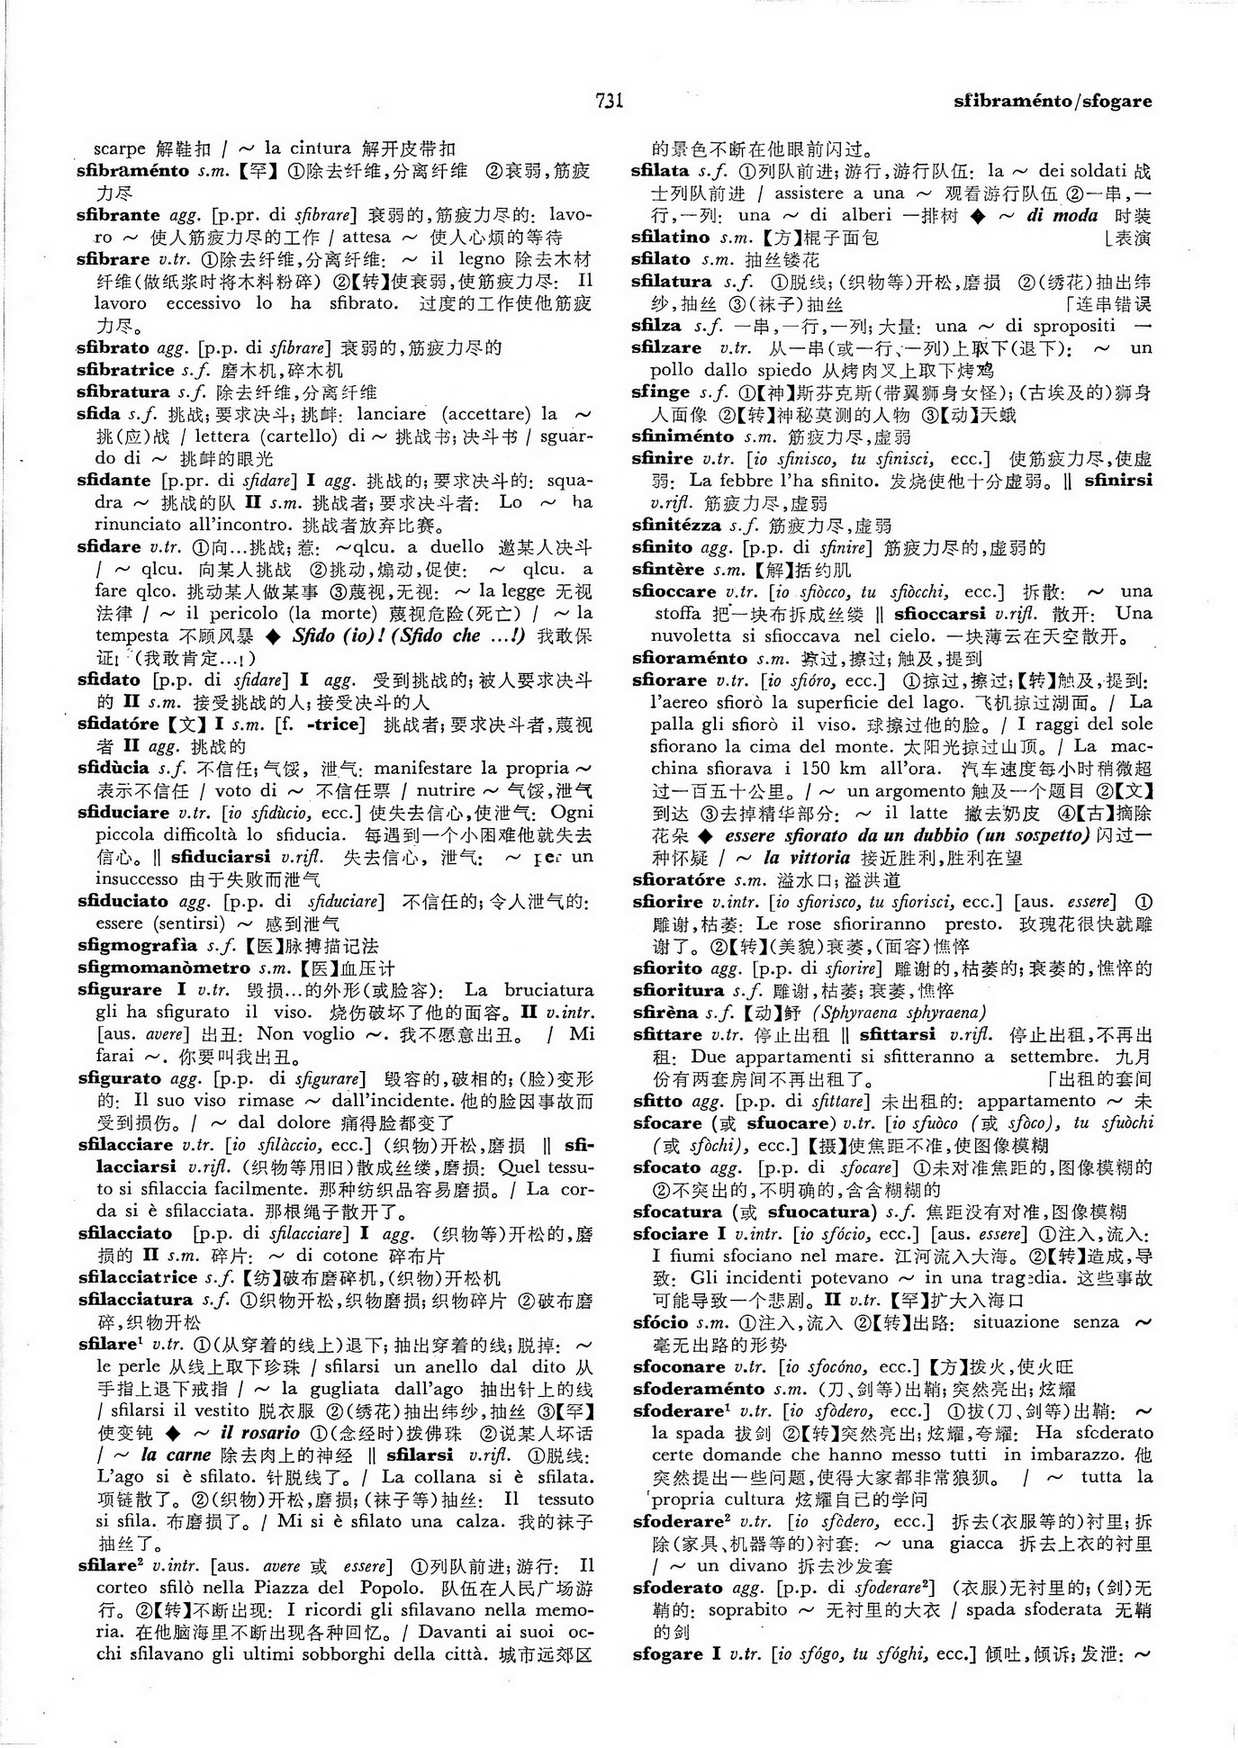 731
sfibraménto/sfogare
scarpe 解鞋扣 / ～ la cintura 解开皮带扣
sfibraménto s.m.【罕】①除去纤维,分离纤维 ②衰弱,筋疲
力尽
sfibrante agg. [p.pr. di sfibrare] 衰弱的,筋疲力尽的: lavo-
ro ～ 使人筋疲力尽的工作 / attesa ～ 使人心烦的等待
sfibrare v.tr. ①除去纤维,分离纤维: ～ il legno 除去木材
纤维(做纸浆时将木料粉碎) ②【转】使衰弱,使筋疲力尽: Il
lavoro eccessivo lo ha sfibrato. 过度的工作使他筋疲
力尽。
sfibrato agg. [p.p. di sfibrare] 衰弱的,筋疲力尽的
sfibratrice s.f. 磨木机,碎木机
sfibratura s.f. 除去纤维,分离纤维
sfida s.f. 挑战;要求决斗;挑衅: lanciare (accettare) la ～
挑(应)战 / lettera (cartello) di ～ 挑战书;决斗书 / sguar-
do di ～ 挑衅的眼光
sfidante [p.pr. di sfidare] I agg. 挑战的;要求决斗的: squa-
dra ～ 挑战的队 II s.m. 挑战者;要求决斗者: Lo ～ ha
rinunciato all'incontro. 挑战者放弃比赛。
sfidare v.tr. ①向…挑战;惹: ～qlcu. a duello 邀某人决斗
/ ～ qlcu. 向某人挑战 ②挑动,煽动,促使: ～ qlcu. a
fare qlco. 挑动某人做某事 ③蔑视,无视: ～ la legge 无视
法律 / ～ il pericolo (la morte) 蔑视危险(死亡) / ～ la
tempesta 不顾风暴 ◆ Sfido (io)! (Sfido che ...!) 我敢保
证! (我敢肯定…!)
sfidato [p.p. di sfidare] I agg. 受到挑战的;被人要求决斗
的 II s.m. 接受挑战的人;接受决斗的人
sfidatóre【文】I s.m. [f. -trice] 挑战者;要求决斗者,蔑视
者 II agg. 挑战的
sfidùcia s.f. 不信任;气馁, 泄气: manifestare la propria ～
表示不信任 / voto di ～ 不信任票 / nutrire ～ 气馁,泄气
sfiduciare v.tr. [io sfidùcio, ecc.] 使失去信心,使泄气: Ogni
piccola difficoltà lo sfiducia. 每遇到一个小困难他就失去
信心。‖ sfiduciarsi v.rifl. 失去信心, 泄气: ～ per un
insuccesso 由于失败而泄气
sfiduciato agg. [p.p. di sfiduciare] 不信任的;令人泄气的:
essere (sentirsi) ～ 感到泄气
sfigmografìa s.f.【医】脉搏描记法
sfigmomanòmetro s.m.【医】血压计
sfigurare I v.tr. 毁损…的外形(或脸容): La bruciatura
gli ha sfigurato il viso. 烧伤破坏了他的面容。II v.intr.
[aus. avere] 出丑: Non voglio ～. 我不愿意出丑。 / Mi
farai ～. 你要叫我出丑。
sfigurato agg. [p.p. di sfigurare] 毁容的,破相的;(脸)变形
的: Il suo viso rimase ～ dall'incidente. 他的脸因事故而
受到损伤。/ ～ dal dolore 痛得脸都变了
sfilacciare v.tr. [io sfilàccio, ecc.] (织物)开松,磨损 ‖ sfi-
lacciarsi v.rifl. (织物等用旧)散成丝缕,磨损: Quel tessu-
to si sfilaccia facilmente. 那种纺织品容易磨损。/ La cor-
da si è sfilacciata. 那根绳子散开了。
sfilacciato [p.p. di sfilacciare] I agg. (织物等)开松的,磨
损的 II s.m. 碎片: ～ di cotone 碎布片
sfilacciatrice s.f.【纺】破布磨碎机,(织物)开松机
sfilacciatura s.f. ①织物开松,织物磨损;织物碎片 ②破布磨
碎,织物开松
sfilare¹ v.tr. ①(从穿着的线上)退下;抽出穿着的线;脱掉: ～
le perle 从线上取下珍珠 / sfilarsi un anello dal dito 从
手指上退下戒指 / ～ la gugliata dall'ago 抽出针上的线
/ sfilarsi il vestito 脱衣服 ②(绣花)抽出纬纱,抽丝 ③【罕】
使变钝 ◆ ～ il rosario ①(念经时)拨佛珠 ②说某人坏话
/ ～ la carne 除去肉上的神经 ‖ sfilarsi v.rifl. ①脱线:
L'ago si è sfilato. 针脱线了。/ La collana si è sfilata.
项链散了。②(织物)开松,磨损;(袜子等)抽丝: Il tessuto
si sfila. 布磨损了。/ Mi si è sfilato una calza. 我的袜子
抽丝了。
sfilare² v.intr. [aus. avere 或 essere] ①列队前进;游行: Il
corteo sfilò nella Piazza del Popolo. 队伍在人民广场游
行。②【转】不断出现: I ricordi gli sfilavano nella memo-
ria. 在他脑海里不断出现各种回忆。/ Davanti ai suoi oc-
chi sfilavano gli ultimi sobborghi della città. 城市远郊区
的景色不断在他眼前闪过。
sfilata s.f. ①列队前进;游行,游行队伍: la ～ dei soldati 战
士列队前进 / assistere a una ～ 观看游行队伍 ②一串,一
行,一列: una ～ di alberi 一排树 ◆ ～ di moda 时装
sfilatino s.m.【方】棍子面包 ⌊表演
sfilato s.m. 抽丝镂花
sfilatura s.f. ①脱线;(织物等)开松,磨损 ②(绣花)抽出纬
纱,抽丝 ③(袜子)抽丝 「连串错误
sfilza s.f. 一串,一行,一列;大量: una ～ di spropositi 一
sfilzare v.tr. 从一串(或一行、一列)上取下(退下): ～ un
pollo dallo spiedo 从烤肉叉上取下烤鸡
sfinge s.f. ①【神】斯芬克斯(带翼狮身女怪);(古埃及的)狮身
人面像 ②【转】神秘莫测的人物 ③【动】天蛾
sfiniménto s.m. 筋疲力尽,虚弱
sfinire v.tr. [io sfinisco, tu sfinisci, ecc.] 使筋疲力尽,使虚
弱: La febbre l'ha sfinito. 发烧使他十分虚弱。‖ sfinirsi
v.rifl. 筋疲力尽,虚弱
sfinitézza s.f. 筋疲力尽,虚弱
sfinito agg. [p.p. di sfinire] 筋疲力尽的,虚弱的
sfintère s.m.【解】括约肌
sfioccare v.tr. [io sfiòcco, tu sfiòcchi, ecc.] 拆散: ～ una
stoffa 把一块布拆成丝缕 ‖ sfioccarsi v.rifl. 散开: Una
nuvoletta si sfioccava nel cielo. 一块薄云在天空散开。
sfioraménto s.m. 掠过,擦过;触及,提到
sfiorare v.tr. [io sfióro, ecc.] ①掠过,擦过;【转】触及,提到:
l'aereo sfiorò la superficie del lago. 飞机掠过湖面。/ La
palla gli sfiorò il viso. 球擦过他的脸。/ I raggi del sole
sfiorano la cima del monte. 太阳光掠过山顶。/ La mac-
china sfiorava i 150 km all'ora. 汽车速度每小时稍微超
过一百五十公里。/ ～ un argomento 触及一个题目 ②【文】
到达 ③去掉精华部分: ～ il latte 撇去奶皮 ④【古】摘除
花朵 ◆ essere sfiorato da un dubbio (un sospetto) 闪过一
种怀疑 / ～ la vittoria 接近胜利,胜利在望
sfioratóre s.m. 溢水口;溢洪道
sfiorire v.intr. [io sfiorisco, tu sfiorisci, ecc.] [aus. essere] ①
雕谢,枯萎: Le rose sfioriranno presto. 玫瑰花很快就雕
谢了。②【转】(美貌)衰萎,(面容)憔悴
sfiorito agg. [p.p. di sfiorire] 雕谢的,枯萎的;衰萎的,憔悴的
sfioritura s.f. 雕谢,枯萎;衰萎,憔悴
sfirèna s.f.【动】魣 (Sphyraena sphyraena)
sfittare v.tr. 停止出租 ‖ sfittarsi v.rifl. 停止出租,不再出
租: Due appartamenti si sfitteranno a settembre. 九月
份有两套房间不再出租了。 「出租的套间
sfitto agg. [p.p. di sfittare] 未出租的: appartamento ～ 未
sfocare (或 sfuocare) v.tr. [io sfuòco (或 sfòco), tu sfuòchi
(或 sfòchi), ecc.]【摄】使焦距不准,使图像模糊
sfocato agg. [p.p. di sfocare] ①未对准焦距的,图像模糊的
②不突出的,不明确的,含含糊糊的
sfocatura (或 sfuocatura) s.f. 焦距没有对准,图像模糊
sfociare I v.intr. [io sfócio, ecc.] [aus. essere] ①注入,流入:
I fiumi sfociano nel mare. 江河流入大海。②【转】造成,导
致: Gli incidenti potevano ～ in una tragedia. 这些事故
可能导致一个悲剧。II v.tr.【罕】扩大入海口
sfócio s.m. ①注入,流入 ②【转】出路: situazione senza ～
毫无出路的形势
sfoconare v.tr. [io sfocóno, ecc.]【方】拨火,使火旺
sfoderaménto s.m. (刀、剑等)出鞘;突然亮出;炫耀
sfoderare¹ v.tr. [io sfòdero, ecc.] ①拔(刀、剑等)出鞘: ～
la spada 拔剑 ②【转】突然亮出;炫耀,夸耀: Ha sfoderato
certe domande che hanno messo tutti in imbarazzo. 他
突然提出一些问题,使得大家都非常狼狈。 / ～ tutta la
propria cultura 炫耀自己的学问
sfoderare² v.tr. [io sfòdero, ecc.] 拆去(衣服等的)衬里;拆
除(家具、机器等的)衬套: ～ una giacca 拆去上衣的衬里
/ ～ un divano 拆去沙发套
sfoderato agg. [p.p. di sfoderare²] (衣服)无衬里的;(剑)无
鞘的: soprabito ～ 无衬里的大衣 / spada sfoderata 无鞘
的剑
sfogare I v.tr. [io sfógo, tu sfóghi, ecc.] 倾吐,倾诉;发泄: ～